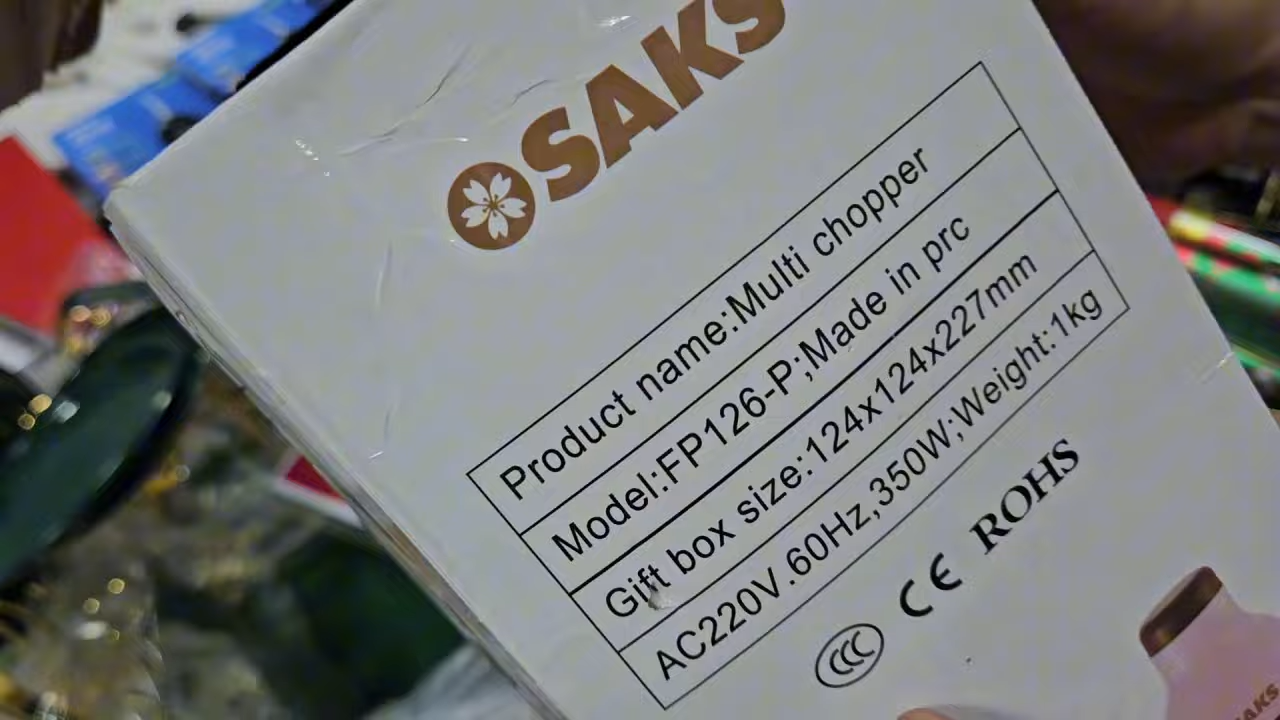 SAKS
Product name:Multi chopper
Model:FP126-P;Made in prc
Gift box size:124x124x227mm
AC220V.60Hz,350W;Weight:1kg
CCC CE ROHS